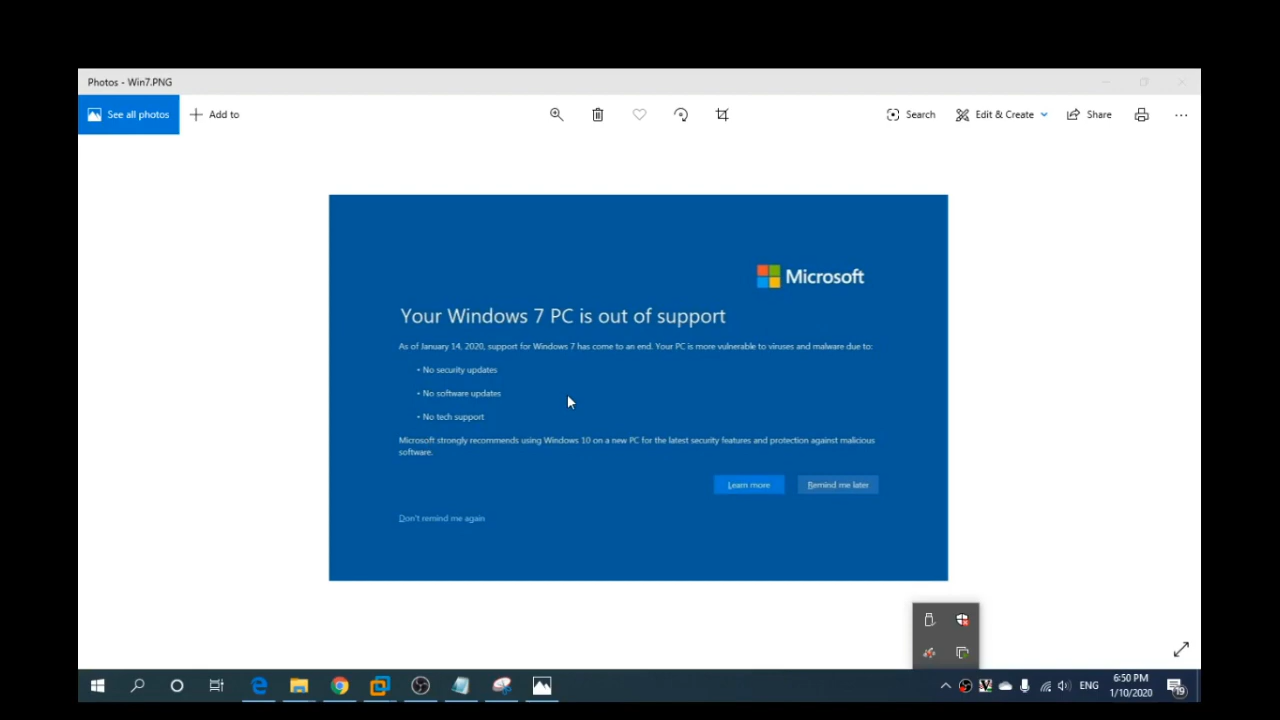 Photos - Win7.PNG
See all photos
Add to
Search
Edit & Create
Share
Microsoft
Your Windows 7 PC is out of support
As of January 14, 2020, support for Windows 7 has come to an end. Your PC is more vulnerable to viruses and malware due to:
• No security updates
• No software updates
• No tech support
Microsoft strongly recommends using Windows 10 on a new PC for the latest security features and protection against malicious
software.
Learn more
Remind me later
Don't remind me again
ENG
6:50 PM
1/10/2020
19